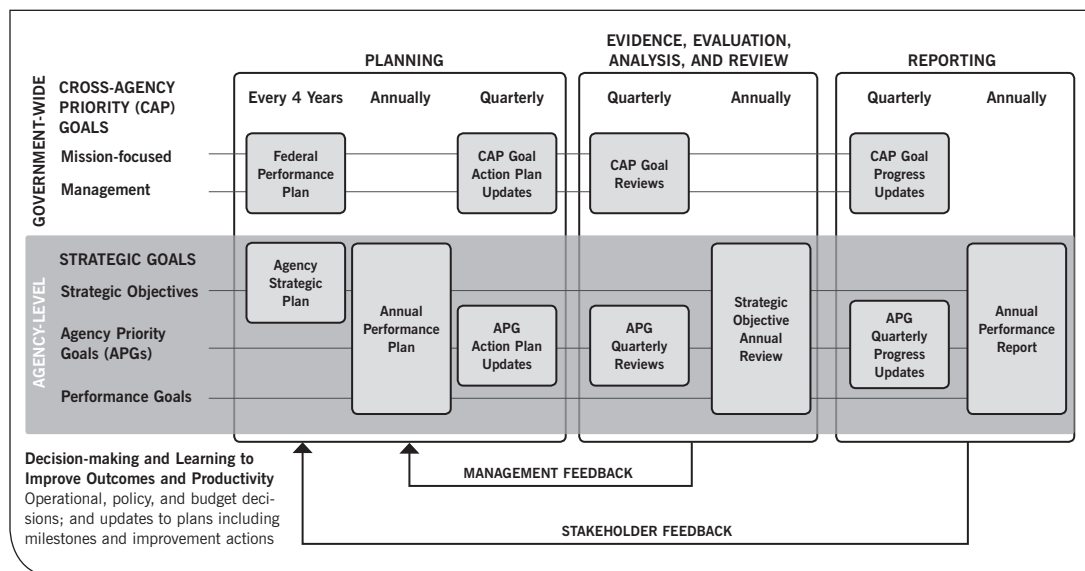 EVIDENCE, EVALUATION,
ANALYSIS, AND REVIEW
PLANNING
REPORTING
GOVERNMENT-WIDE
CROSS-AGENCY
PRIORITY (CAP)
GOALS
Mission-focused
Management
Every 4 Years
Annually
Quarterly
Quarterly
Annually
Quarterly
Annually
Federal
Performance
Plan
CAP Goal
Action Plan
Updates
CAP Goal
Reviews
CAP Goal
Progress
Updates
AGENCY-LEVEL
STRATEGIC GOALS
Strategic Objectives
Agency Priority
Goals (APGs)
Performance Goals
Agency
Strategic
Plan
Annual
Performance
Plan
APG
Action Plan
Updates
APG
Quarterly
Reviews
Strategic
Objective
Annual
Review
APG
Quarterly
Progress
Updates
Annual
Performance
Report
Decision-making and Learning to
Improve Outcomes and Productivity
Operational, policy, and budget deci-
sions; and updates to plans including
milestones and improvement actions
MANAGEMENT FEEDBACK
STAKEHOLDER FEEDBACK